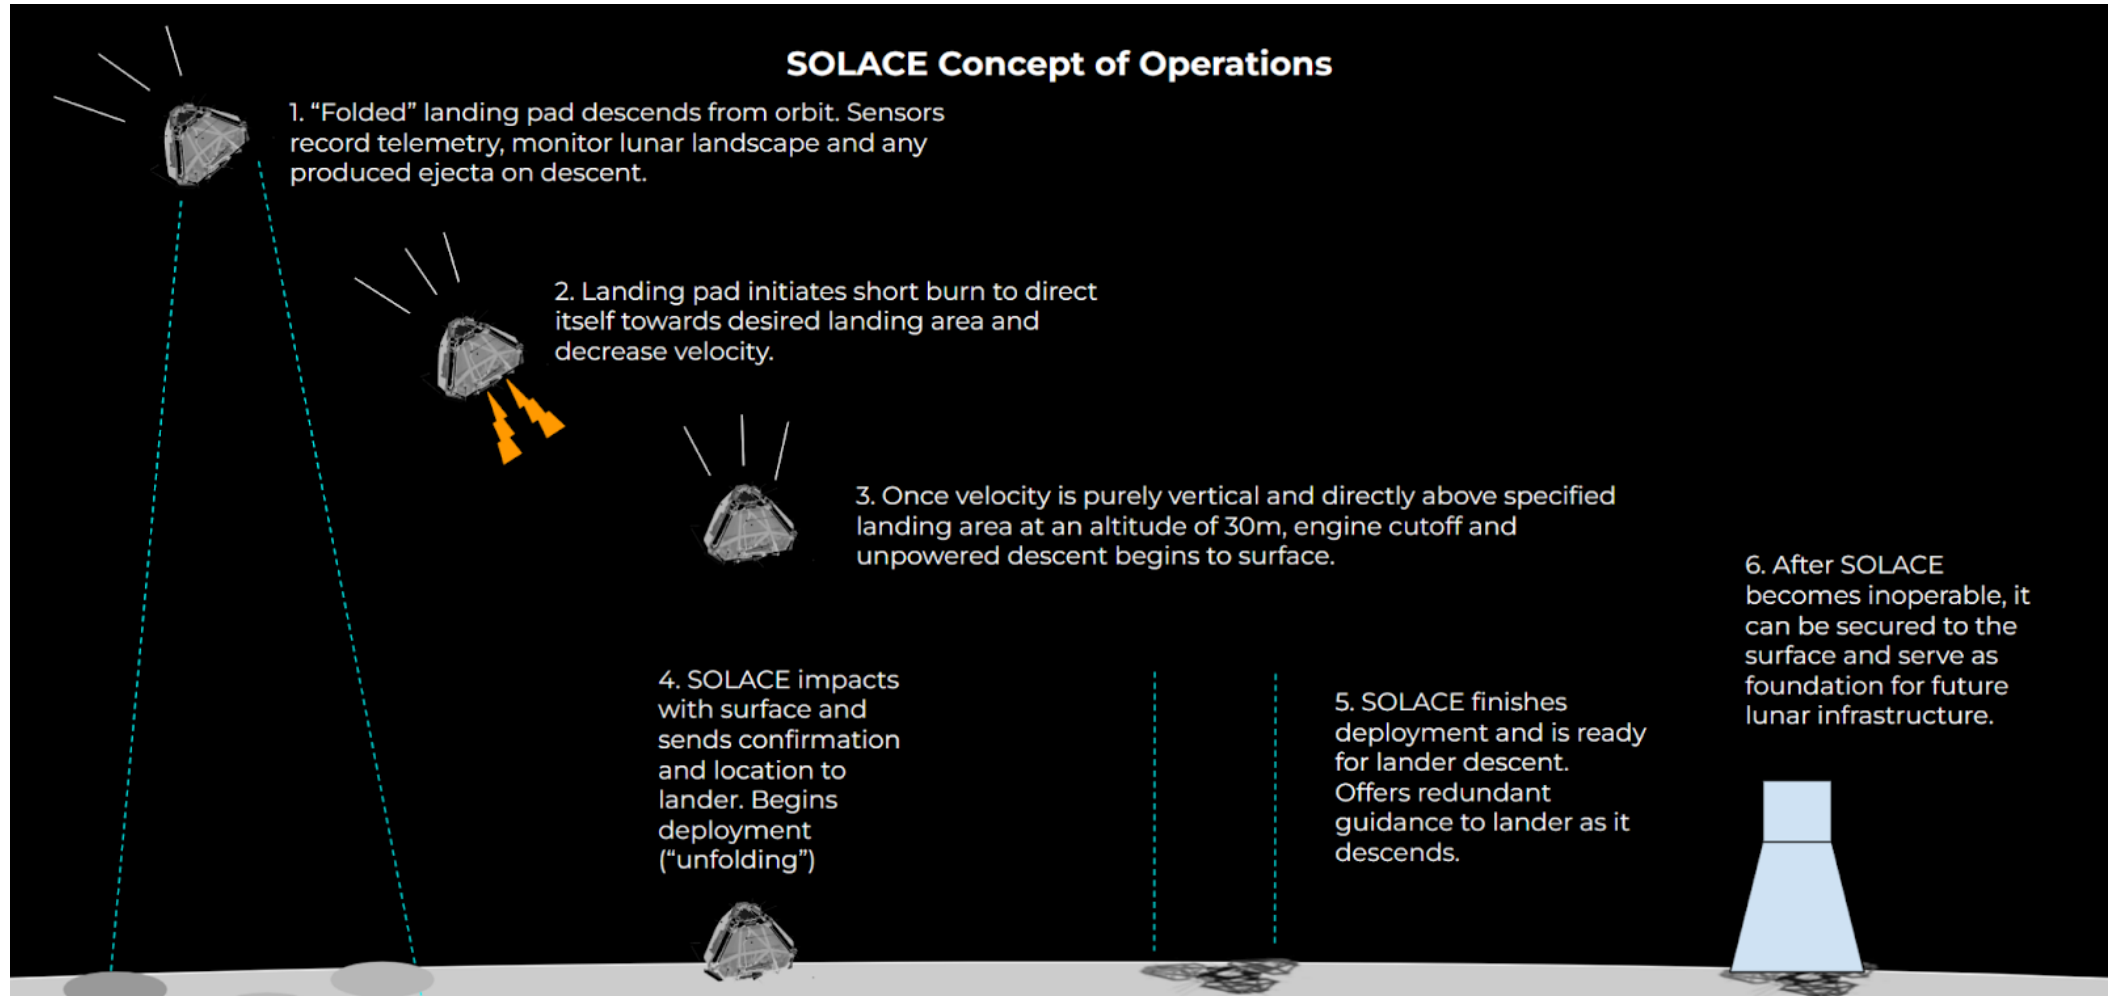 SOLACE Concept of Operations
1. “Folded” landing pad descends from orbit. Sensors
record telemetry, monitor lunar landscape and any
produced ejecta on descent.
2. Landing pad initiates short burn to direct
itself towards desired landing area and
decrease velocity.
3. Once velocity is purely vertical and directly above specified
landing area at an altitude of 30m, engine cutoff and
unpowered descent begins to surface.
4. SOLACE impacts
with surface and
sends confirmation
and location to
lander. Begins
deployment
(“unfolding”)
5. SOLACE finishes
deployment and is ready
for lander descent.
Offers redundant
guidance to lander as it
descends.
6. After SOLACE
becomes inoperable, it
can be secured to the
surface and serve as
foundation for future
lunar infrastructure.